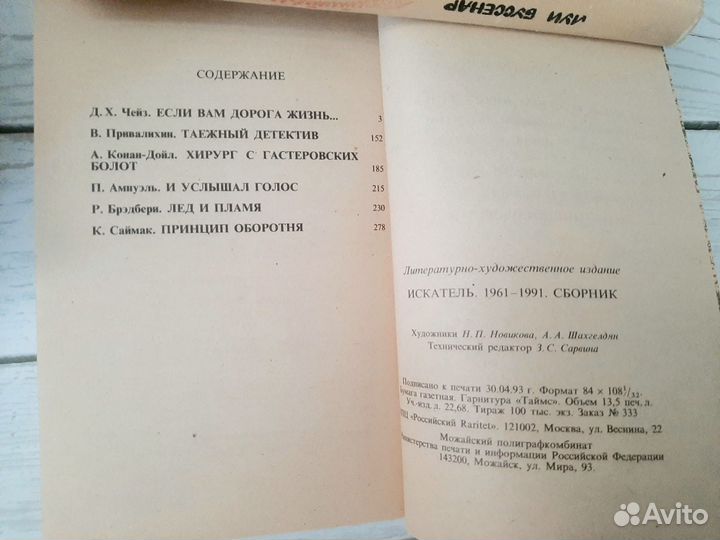 ЛУИ БУССЕНАР
СОДЕРЖАНИЕ
Д. Х. Чейз. ЕСЛИ ВАМ ДОРОГА ЖИЗНЬ... 3
В. Привалихин. ТАЕЖНЫЙ ДЕТЕКТИВ 152
А. Конан-Дойл. ХИРУРГ С ГАСТЕРОВСКИХ
БОЛОТ 185
П. Амнуэль. И УСЛЫШАЛ ГОЛОС 215
Р. Брэдбери. ЛЕД И ПЛАМЯ 230
К. Саймак. ПРИНЦИП ОБОРОТНЯ 278
Литературно-художественное издание
ИСКАТЕЛЬ. 1961–1991. СБОРНИК
Художники Н. П. Новикова, А. А. Шахгелдян
Технический редактор З. С. Сарвина
Подписано к печати 30.04.93 г. Формат 84 × 108 1/32.
Бумага газетная. Гарнитура "Таймс". Объем 13,5 печ. л.
Уч.-изд. л. 22,68. Тираж 100 тыс. экз. Заказ № 333
«Российский Raritet». 121002, Москва, ул. Веснина, 22
Можайский полиграфкомбинат
Министерства печати и информации Российской Федерации
143200, Можайск, ул. Мира, 93.
Avito